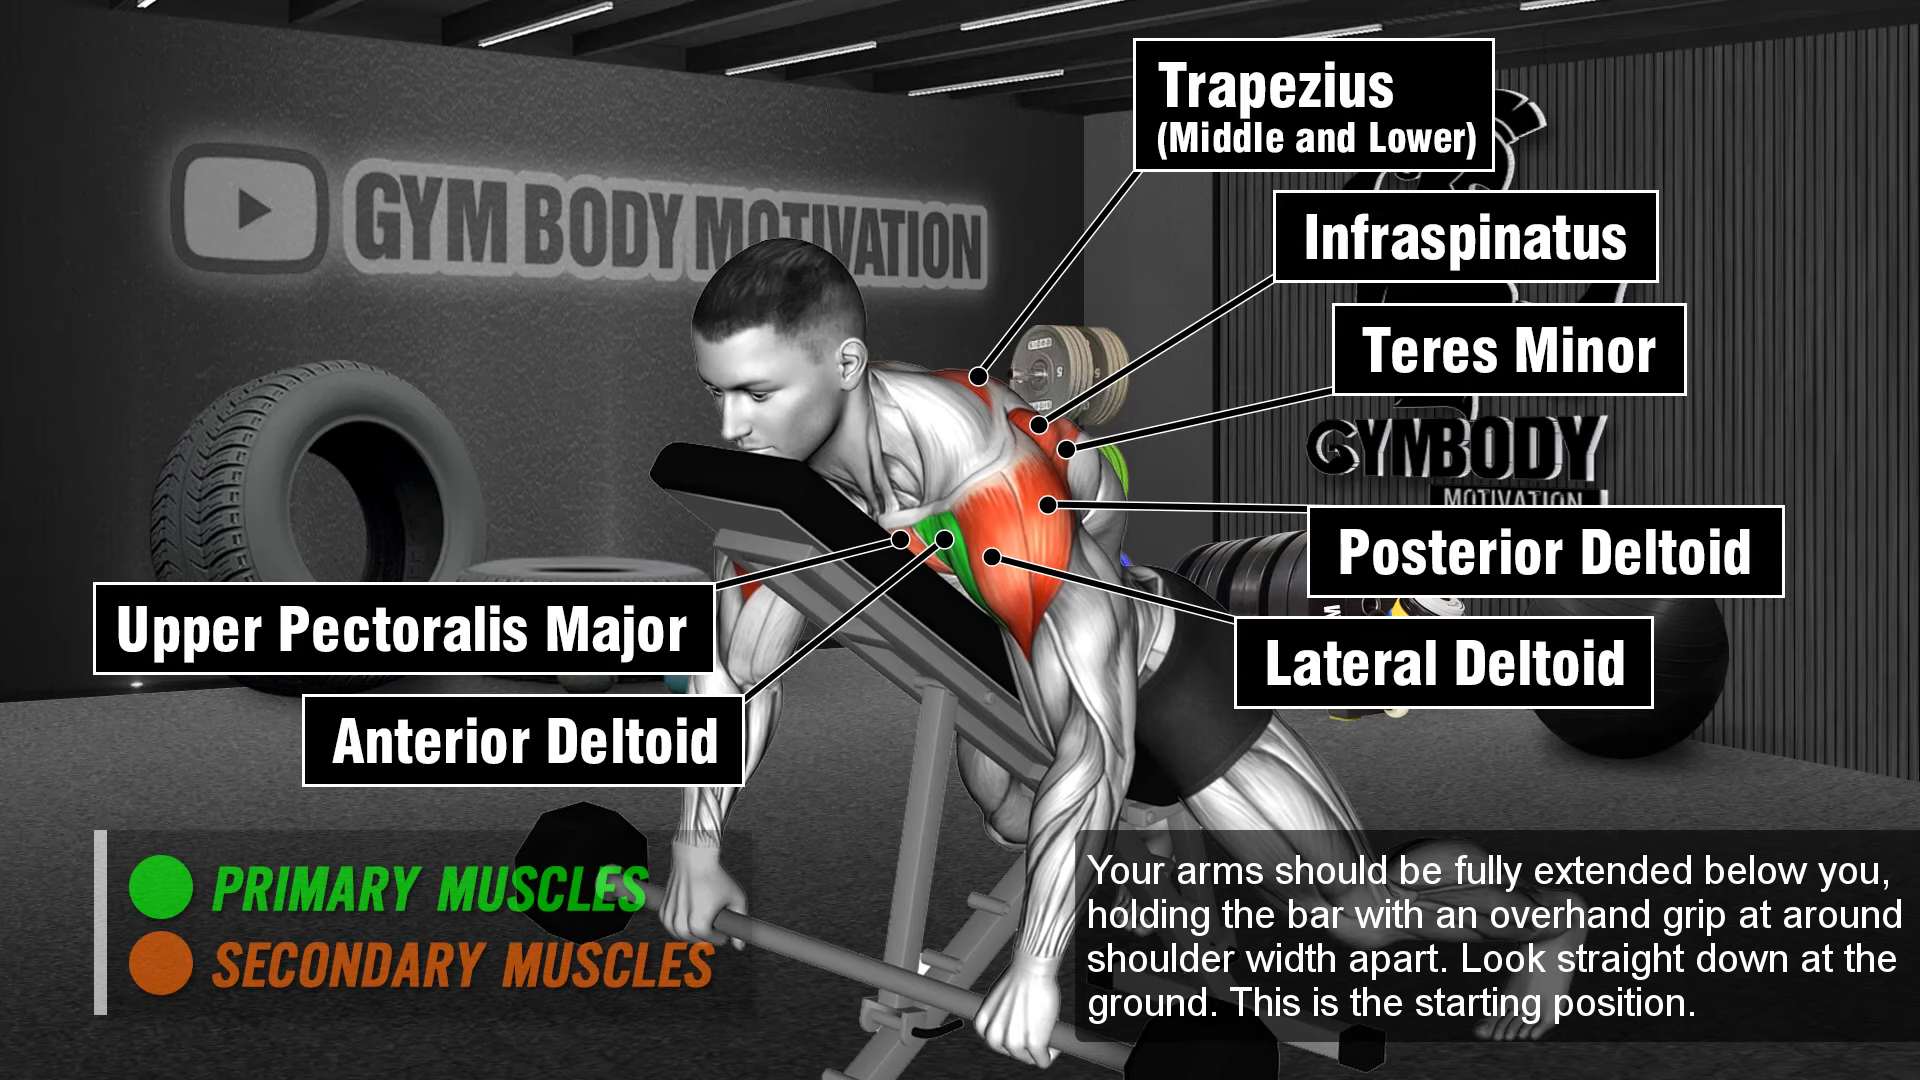 GYM BODY MOTIVATION
Trapezius
(Middle and Lower)
Infraspinatus
Teres Minor
GYMBODY
MOTIVATION
Posterior Deltoid
Lateral Deltoid
Upper Pectoralis Major
Anterior Deltoid
PRIMARY MUSCLES
SECONDARY MUSCLES
Your arms should be fully extended below you,
holding the bar with an overhand grip at around
shoulder width apart. Look straight down at the
ground. This is the starting position.